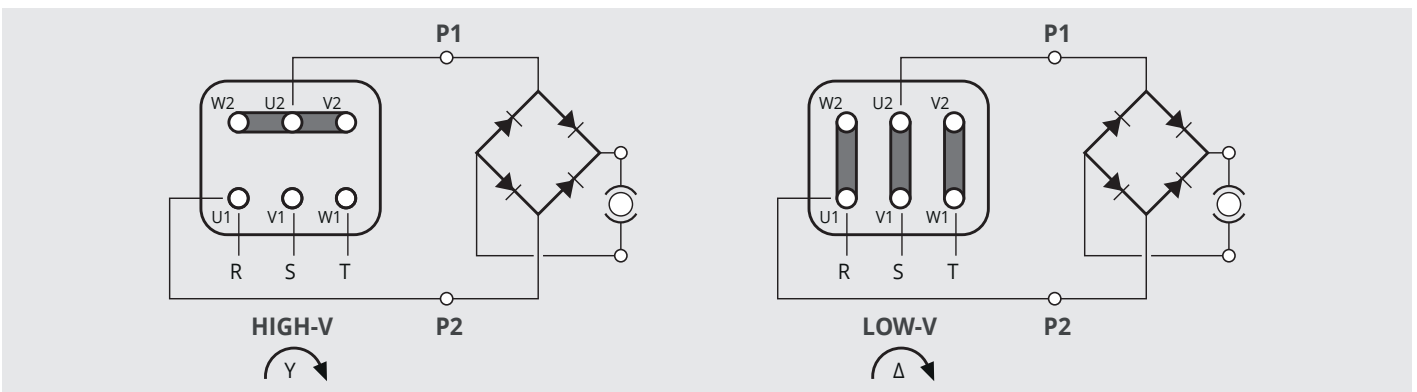 P1 P1
W2 U2 V2 W2 U2 V2
U1 V1 W1 U1 V1 W1
R S T R S T
HIGH-V P2 LOW-V P2
Y Δ